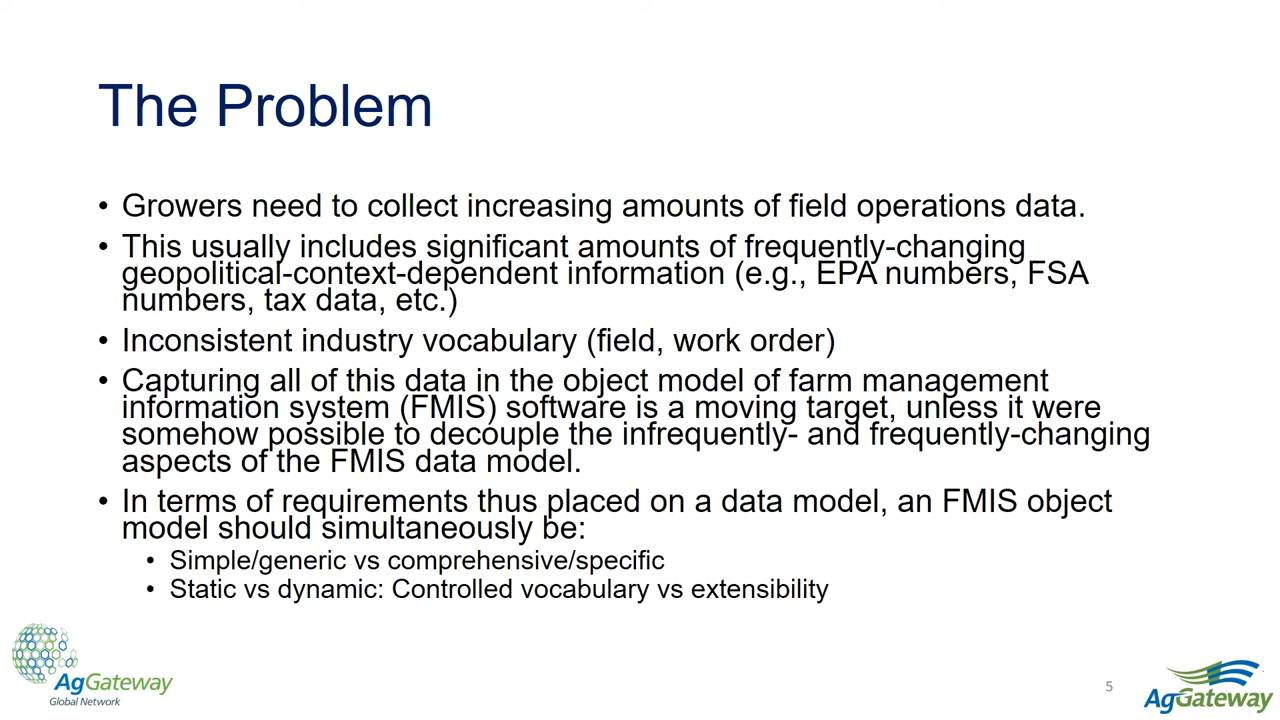 The Problem
• Growers need to collect increasing amounts of field operations data.
• This usually includes significant amounts of frequently-changing
geopolitical-context-dependent information (e.g., EPA numbers, FSA
numbers, tax data, etc.)
• Inconsistent industry vocabulary (field, work order)
• Capturing all of this data in the object model of farm management
information system (FMIS) software is a moving target, unless it were
somehow possible to decouple the infrequently- and frequently-changing
aspects of the FMIS data model.
• In terms of requirements thus placed on a data model, an FMIS object
model should simultaneously be:
• Simple/generic vs comprehensive/specific
• Static vs dynamic: Controlled vocabulary vs extensibility
AgGateway
Global Network
5
AgGateway